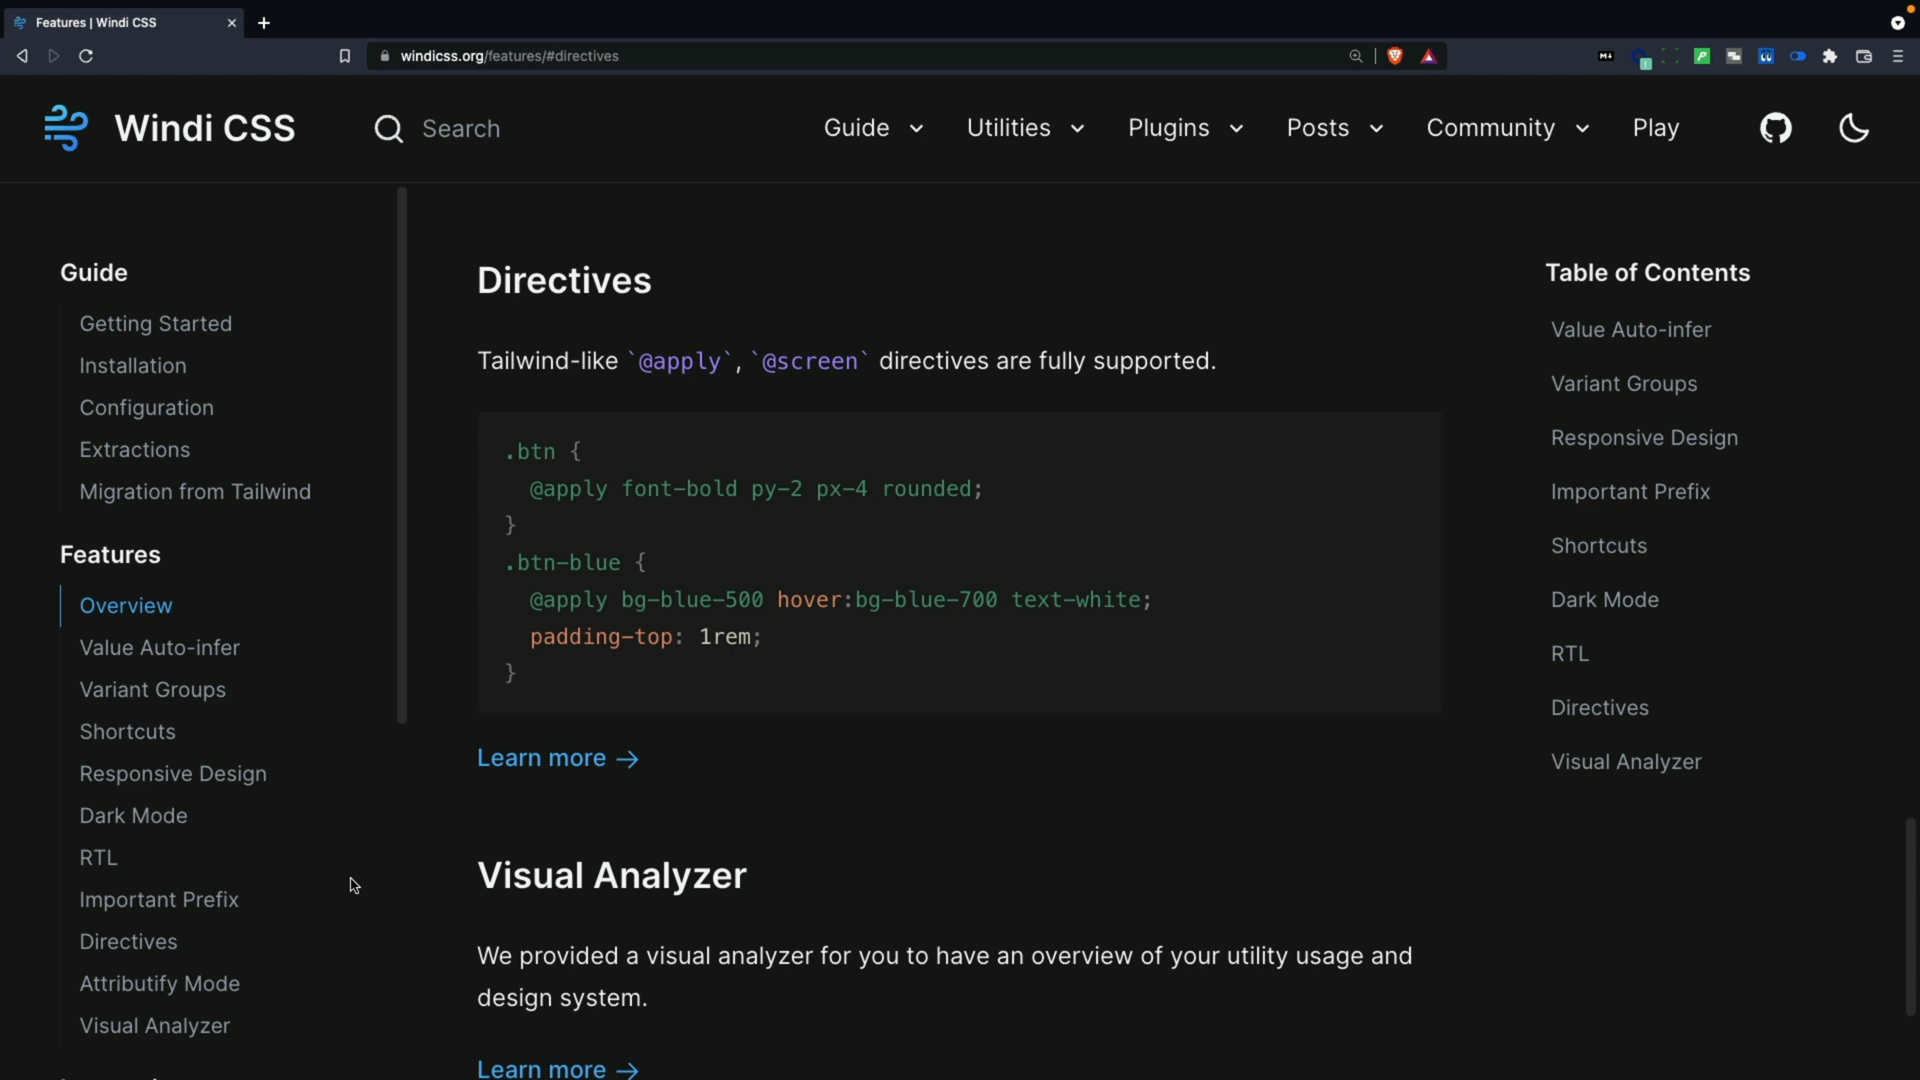 Features | Windi CSS
windicss.org/features/#directives
Windi CSS
Search
Guide
Utilities
Plugins
Posts
Community
Play
Guide
Getting Started
Installation
Configuration
Extractions
Migration from Tailwind
Features
Overview
Value Auto-infer
Variant Groups
Shortcuts
Responsive Design
Dark Mode
RTL
Important Prefix
Directives
Attributify Mode
Visual Analyzer
Directives
Tailwind-like `@apply`, `@screen` directives are fully supported.
.btn {
@apply font-bold py-2 px-4 rounded;
}
.btn-blue {
@apply bg-blue-500 hover:bg-blue-700 text-white;
padding-top: 1rem;
}
Learn more →
Visual Analyzer
We provided a visual analyzer for you to have an overview of your utility usage and
design system.
Learn more →
Table of Contents
Value Auto-infer
Variant Groups
Responsive Design
Important Prefix
Shortcuts
Dark Mode
RTL
Directives
Visual Analyzer